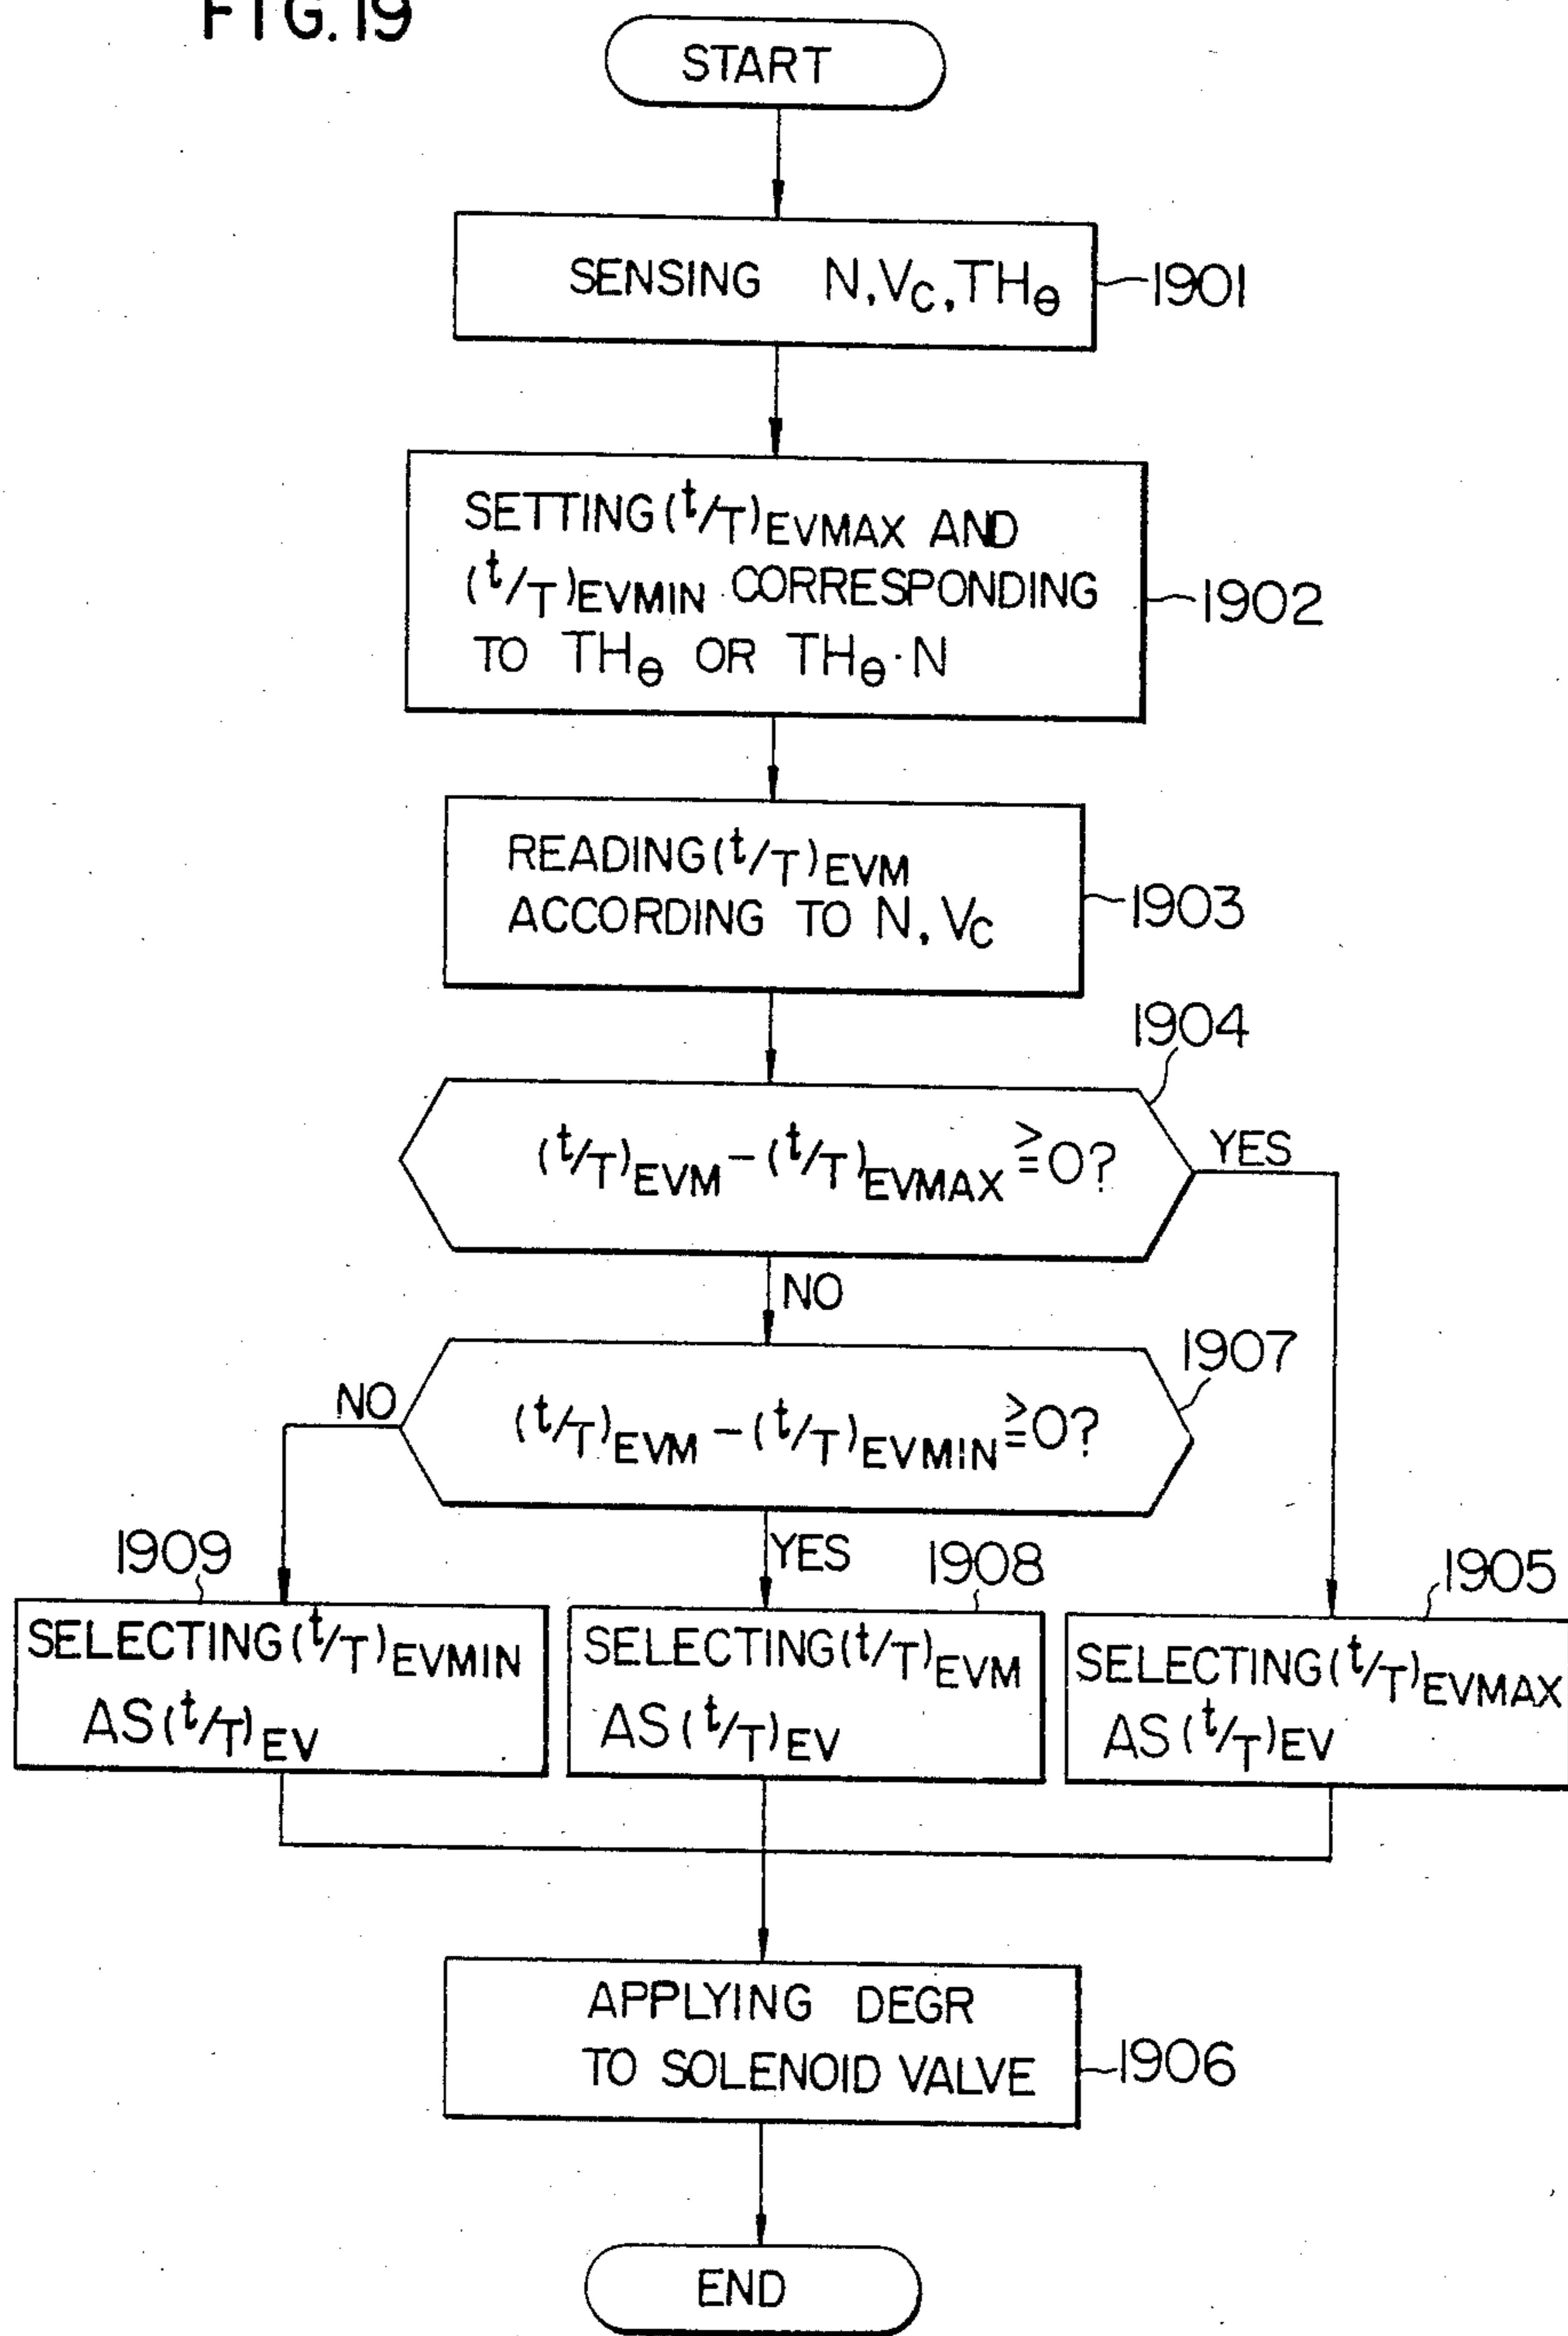 FIG. 19
START
SENSING N, VC, THθ
1901
SETTING (t/T)EVMAX AND
(t/T)EVMIN CORRESPONDING
TO THθ OR THθ·N
1902
READING (t/T)EVM
ACCORDING TO N, VC
1903
1904
(t/T)EVM - (t/T)EVMAX ≧ 0?
YES
NO
1907
(t/T)EVM - (t/T)EVMIN ≧ 0?
NO
YES
1909
SELECTING (t/T)EVMIN
AS (t/T)EV
1908
SELECTING (t/T)EVM
AS (t/T)EV
1905
SELECTING (t/T)EVMAX
AS (t/T)EV
APPLYING DEGR
TO SOLENOID VALVE
1906
END